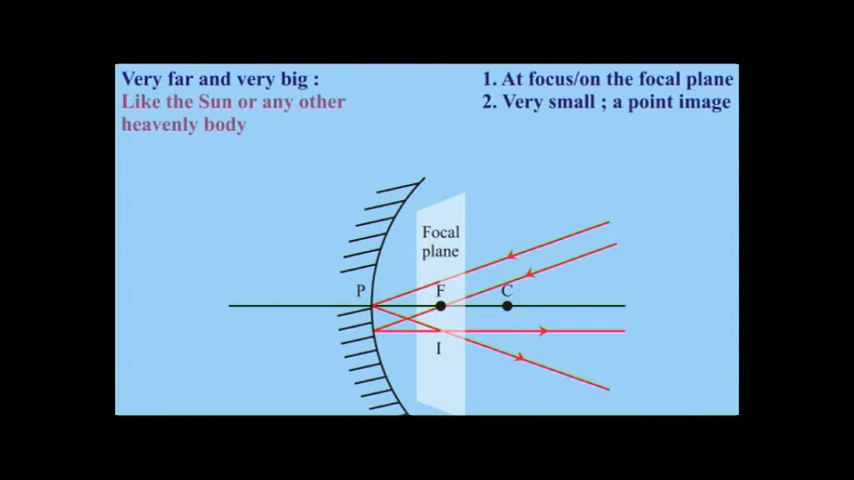 Very far and very big :
Like the Sun or any other
heavenly body
1. At focus/on the focal plane
2. Very small ; a point image
Focal
plane
P
F
C
I